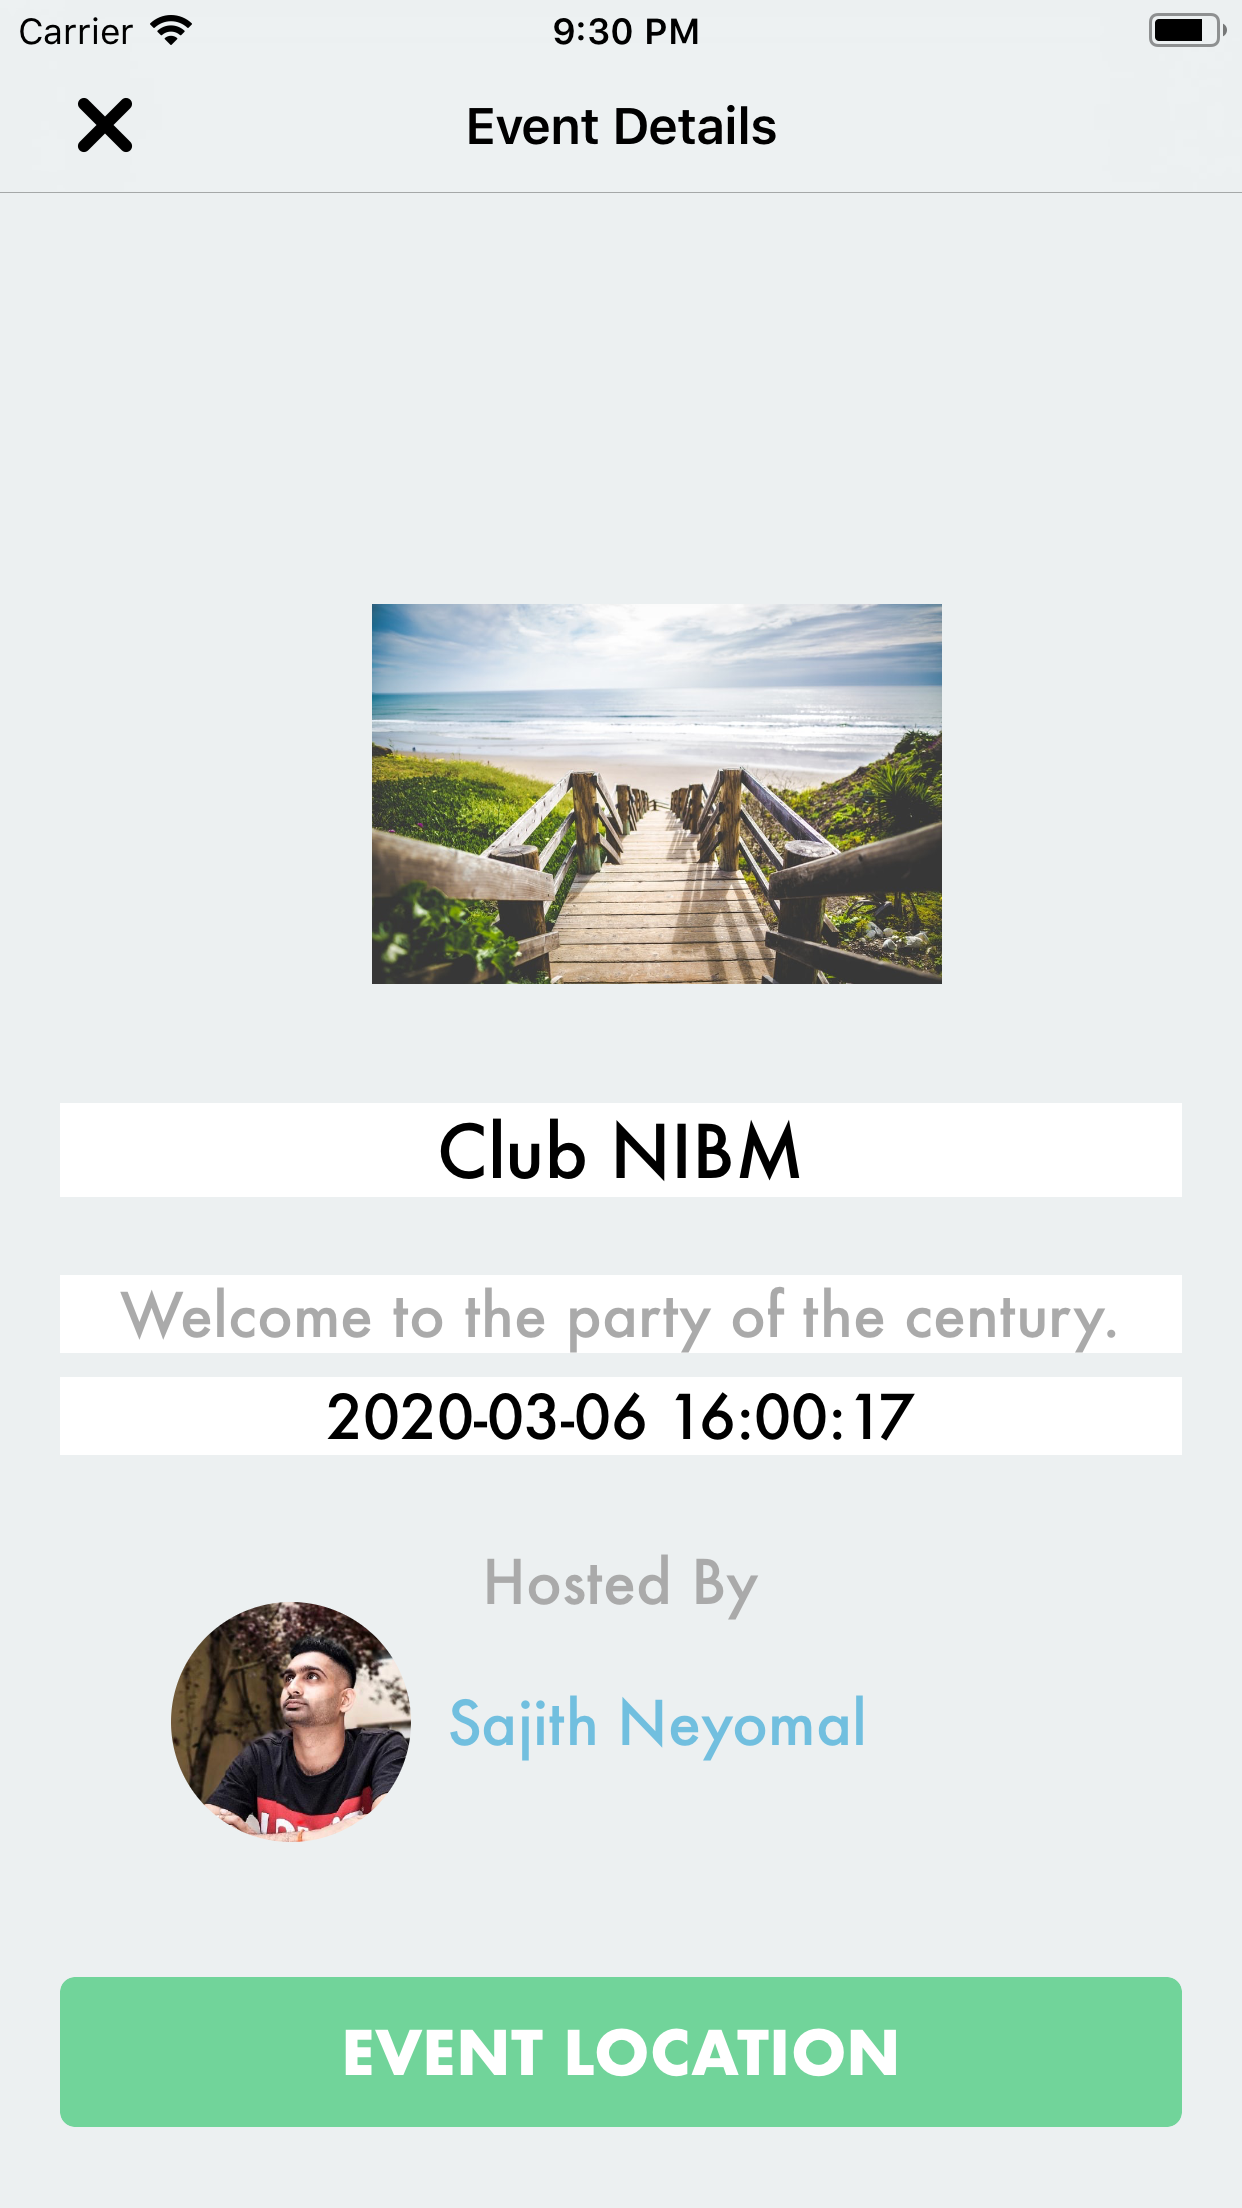 Carrier 9:30 PM
Event Details
Club NIBM
Welcome to the party of the century.
2020-03-06 16:00:17
Hosted By
Sajith Neyomal
EVENT LOCATION